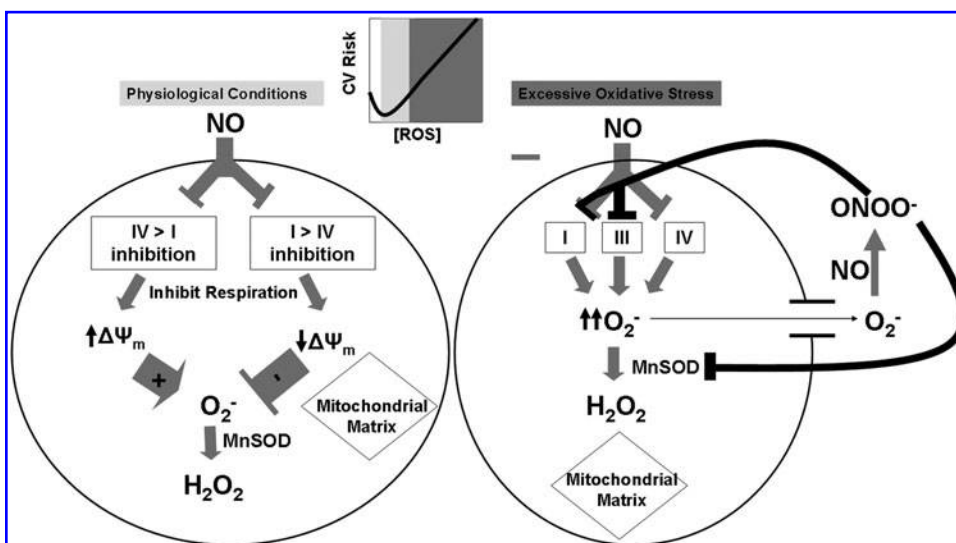 CV Risk
[ROS]
Physiological Conditions
NO
IV > I
inhibition
I > IV
inhibition
Inhibit Respiration
↑ΔΨm
↓ΔΨm
+
-
O₂⁻
MnSOD
H₂O₂
Mitochondrial
Matrix
Excessive Oxidative Stress
NO
I
III
IV
ONOO⁻
NO
↑↑O₂⁻
O₂⁻
MnSOD
H₂O₂
Mitochondrial
Matrix